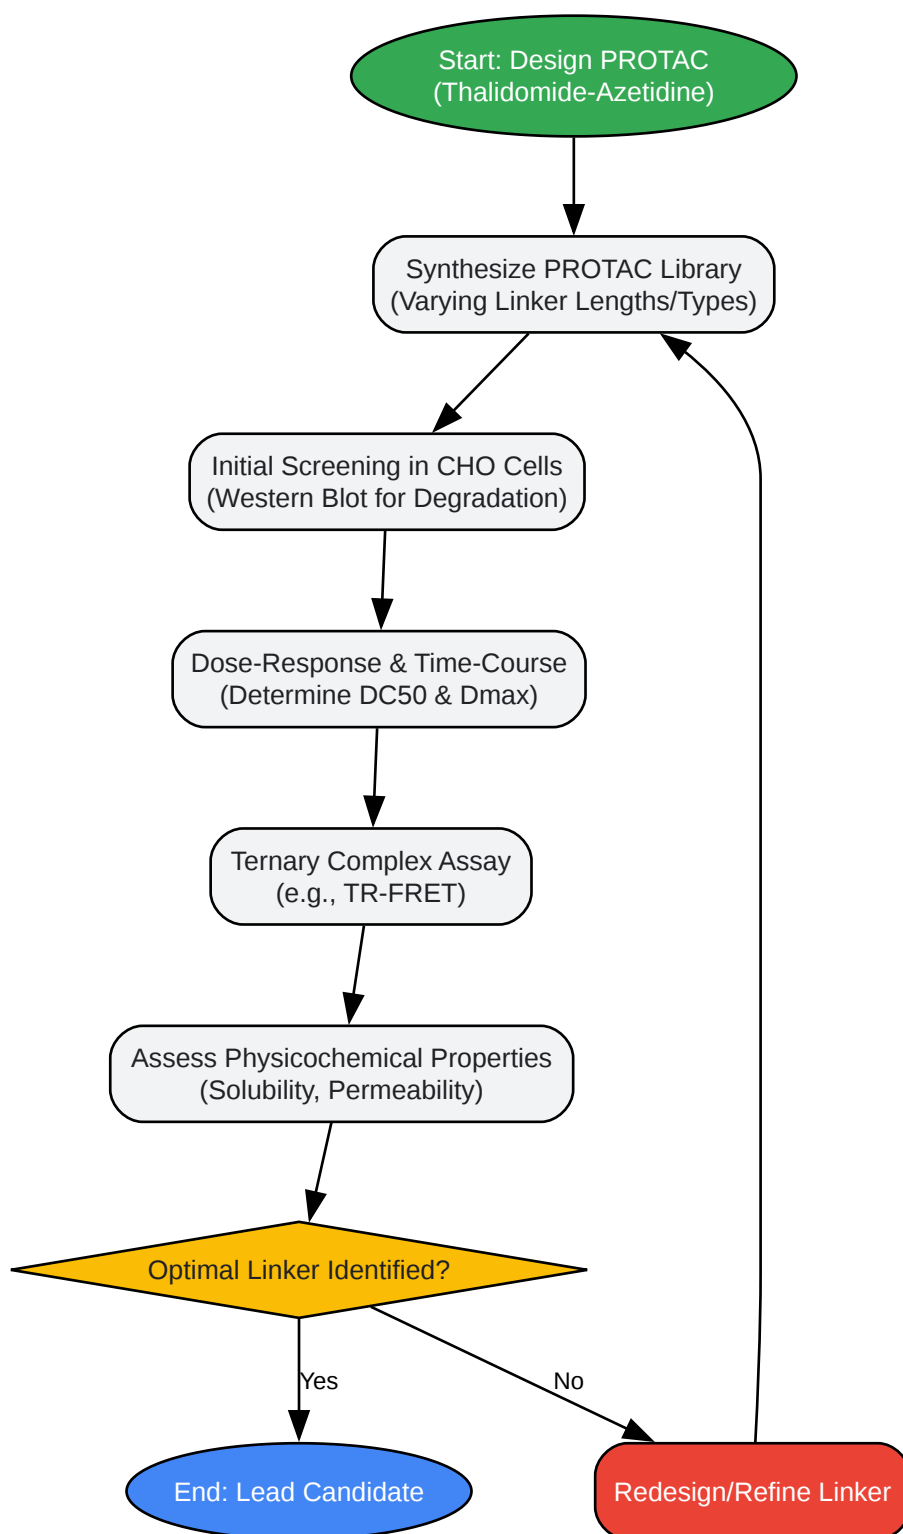 Start: Design PROTAC
(Thalidomide-Azetidine)
Synthesize PROTAC Library
(Varying Linker Lengths/Types)
Initial Screening in CHO Cells
(Western Blot for Degradation)
Dose-Response & Time-Course
(Determine DC50 & Dmax)
Ternary Complex Assay
(e.g., TR-FRET)
Assess Physicochemical Properties
(Solubility, Permeability)
Optimal Linker Identified?
Yes
No
End: Lead Candidate
Redesign/Refine Linker